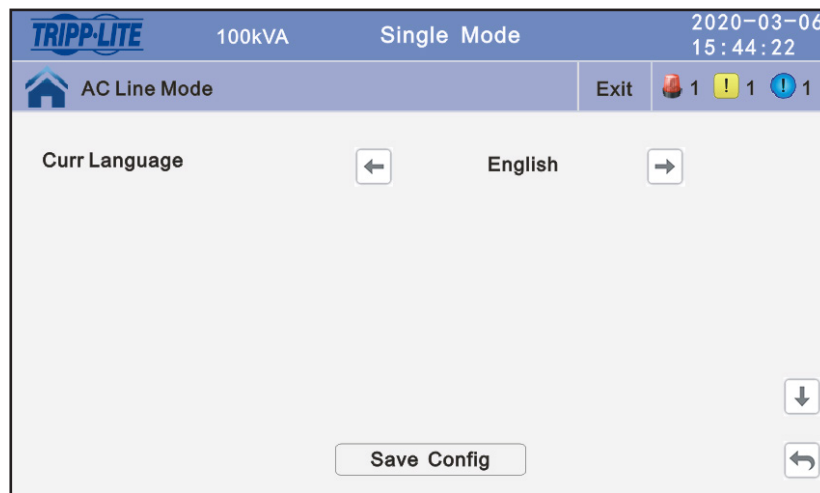 TRIPP·LITE 100kVA Single Mode 2020-03-06
15:44:22
AC Line Mode Exit 1 ! 1 ! 1
Curr Language English
Save Config